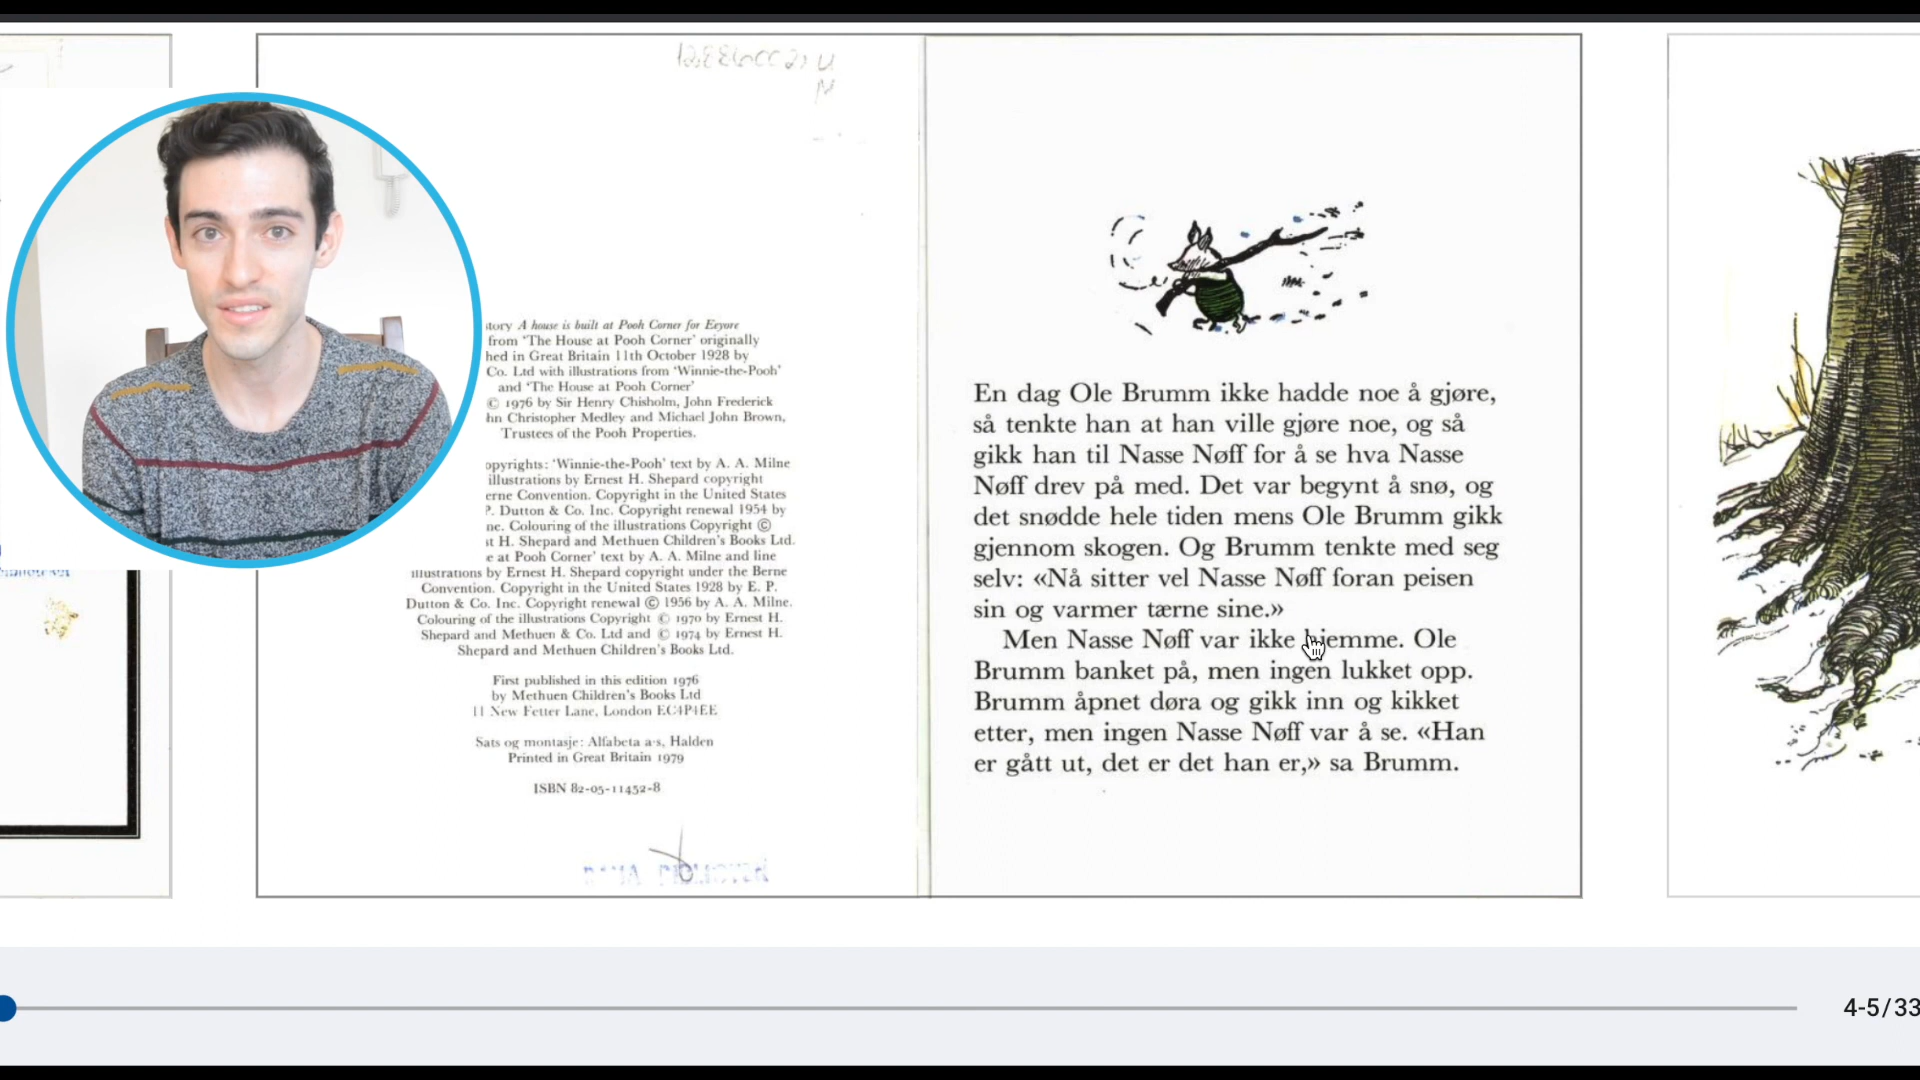 story A house is built at Pooh Corner for Eeyore
from 'The House at Pooh Corner' originally
hed in Great Britain 11th October 1928 by
Co. Ltd with illustrations from 'Winnie-the-Pooh'
and 'The House at Pooh Corner'
© 1976 by Sir Henry Chisholm, John Frederick
hn Christopher Medley and Michael John Brown,
Trustees of the Pooh Properties.
opyrights: 'Winnie-the-Pooh' text by A. A. Milne
illustrations by Ernest H. Shepard copyright
erne Convention. Copyright in the United States
P. Dutton & Co. Inc. Copyright renewal 1954 by
nc. Colouring of the illustrations Copyright ©
st H. Shepard and Methuen Children's Books Ltd.
e at Pooh Corner' text by A. A. Milne and line
illustrations by Ernest H. Shepard copyright under the Berne
Convention. Copyright in the United States 1928 by E. P.
Dutton & Co. Inc. Copyright renewal © 1956 by A. A. Milne.
Colouring of the illustrations Copyright © 1970 by Ernest H.
Shepard and Methuen & Co. Ltd and © 1974 by Ernest H.
Shepard and Methuen Children's Books Ltd.
First published in this edition 1976
by Methuen Children's Books Ltd
11 New Fetter Lane, London EC4P4EE
Sats og montasje: Alfabeta a·s, Halden
Printed in Great Britain 1979
ISBN 82-05-11452-8
En dag Ole Brumm ikke hadde noe å gjøre,
så tenkte han at han ville gjøre noe, og så
gikk han til Nasse Nøff for å se hva Nasse
Nøff drev på med. Det var begynt å snø, og
det snødde hele tiden mens Ole Brumm gikk
gjennom skogen. Og Brumm tenkte med seg
selv: «Nå sitter vel Nasse Nøff foran peisen
sin og varmer tærne sine.»
Men Nasse Nøff var ikke hjemme. Ole
Brumm banket på, men ingen lukket opp.
Brumm åpnet døra og gikk inn og kikket
etter, men ingen Nasse Nøff var å se. «Han
er gått ut, det er det han er,» sa Brumm.
4-5/33